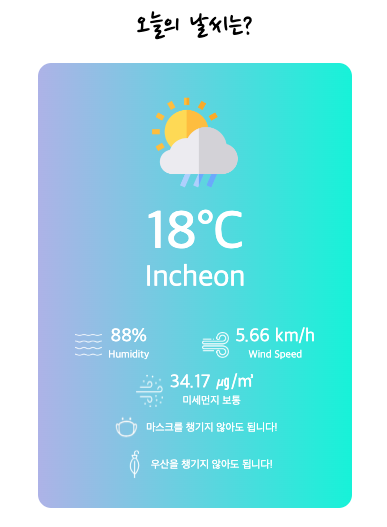 오늘의 날씨는?
18°C
Incheon
88%
Humidity
5.66 km/h
Wind Speed
34.17 ㎍/㎥
미세먼지 보통
마스크를 챙기지 않아도 됩니다!
우산을 챙기지 않아도 됩니다!